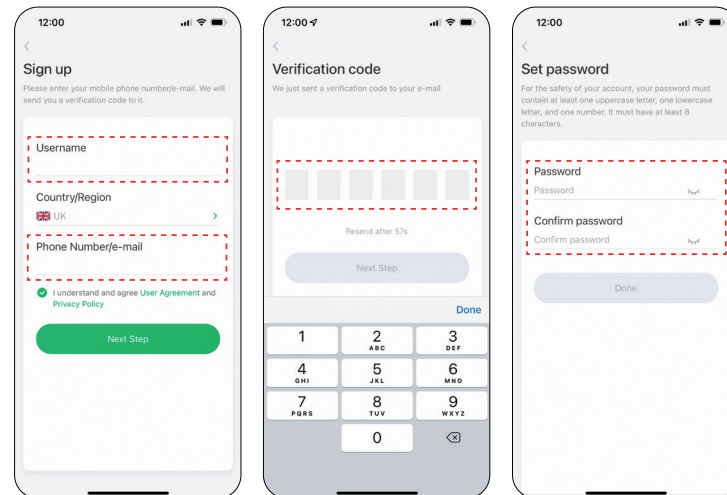 12:00
Sign up
Please enter your mobile phone number/e-mail. We will
send you a verification code to it.
Username
Country/Region
UK
Phone Number/e-mail
I understand and agree User Agreement and
Privacy Policy
Next Step
12:00
Verification code
We just sent a verification code to your e-mail
Resend after 57s
Next Step
Done
1
2
ABC
3
DEF
4
GHI
5
JKL
6
MNO
7
PQRS
8
TUV
9
WXYZ
0
12:00
Set password
For the safety of your account, your password must
contain at least one uppercase letter, one lowercase
letter, and one number. It must have at least 8
characters.
Password
Password
Confirm password
Confirm password
Done